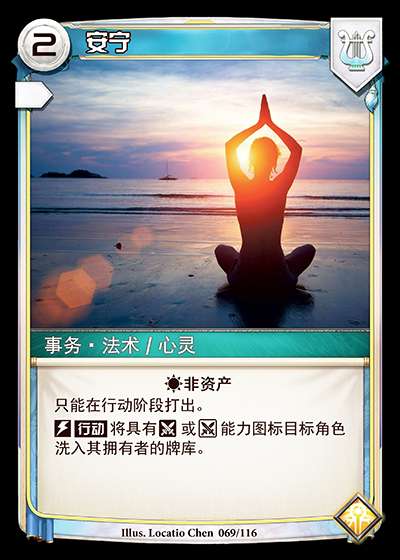 2 安宁
事务·法术 / 心灵
非资产
只能在行动阶段打出。
行动 将具有 或 能力图标目标角色
洗入其拥有者的牌库。
Illus. Locatio Chen 069/116